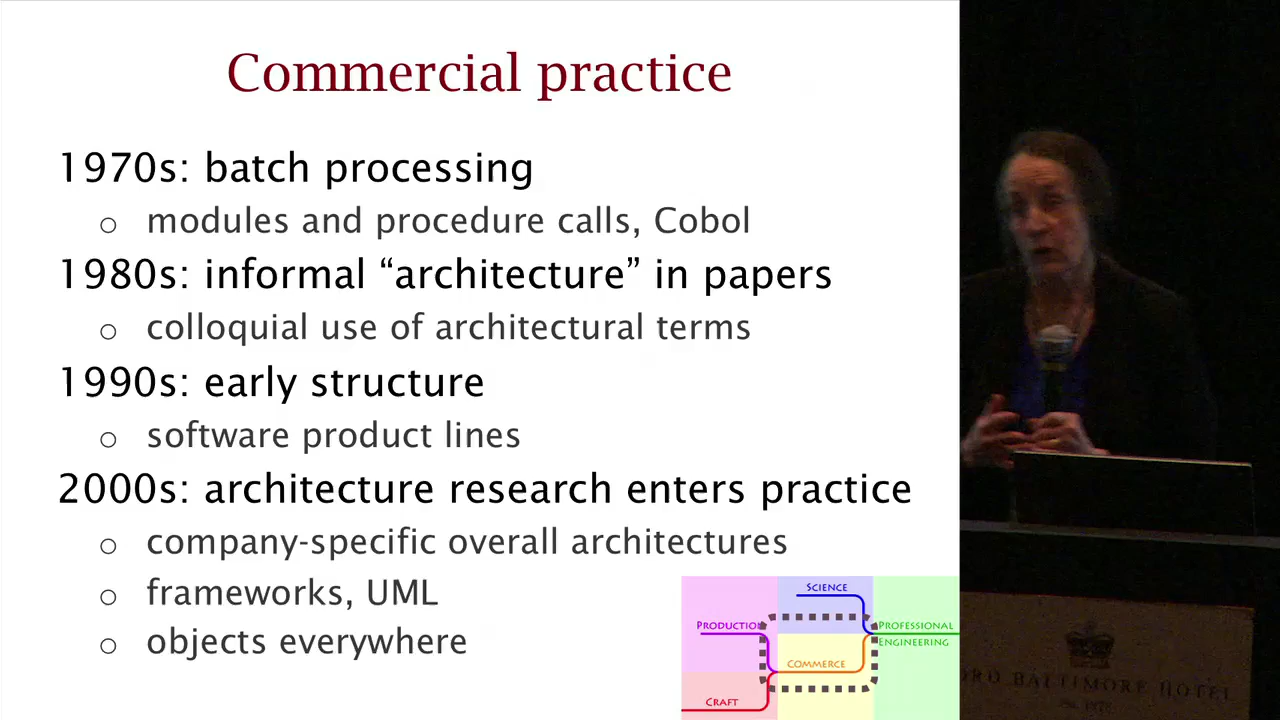 Commercial practice
1970s: batch processing
o modules and procedure calls, Cobol
1980s: informal “architecture” in papers
o colloquial use of architectural terms
1990s: early structure
o software product lines
2000s: architecture research enters practice
o company-specific overall architectures
o frameworks, UML
o objects everywhere
SCIENCE
PRODUCTION
PROFESSIONAL
ENGINEERING
COMMERCE
CRAFT
BALTIMORE HOTEL